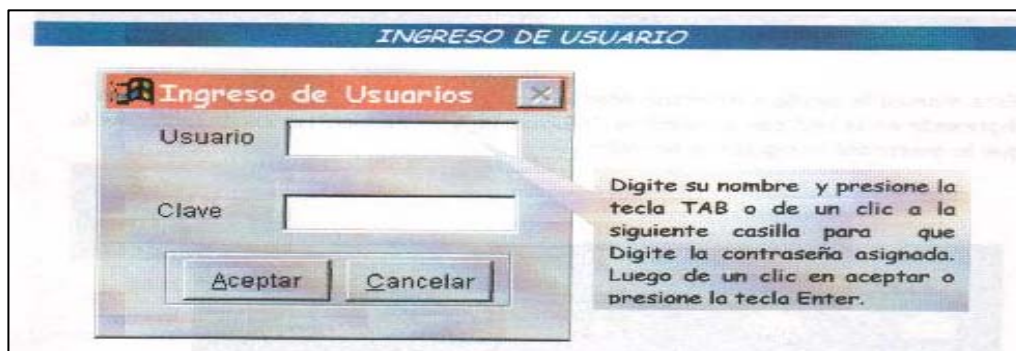 INGRESO DE USUARIO
Ingreso de Usuarios
Usuario
Clave
Aceptar
Cancelar
Digite su nombre y presione la
tecla TAB o de un clic a la
siguiente casilla para que
Digite la contraseña asignada.
Luego de un clic en aceptar o
presione la tecla Enter.